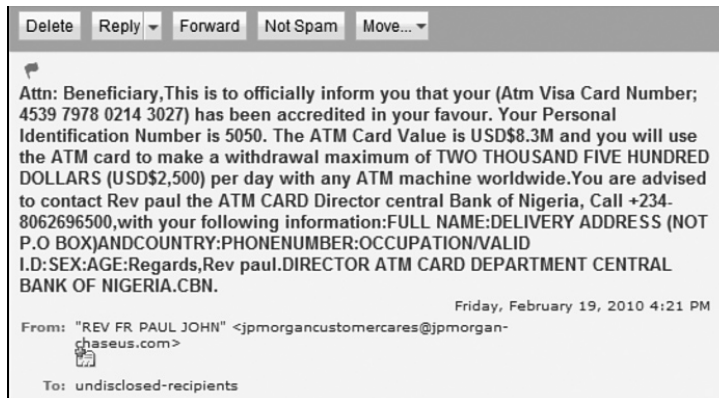 Delete Reply Forward Not Spam Move...
Attn: Beneficiary,This is to officially inform you that your (Atm Visa Card Number;
4539 7978 0214 3027) has been accredited in your favour. Your Personal
Identification Number is 5050. The ATM Card Value is USD$8.3M and you will use
the ATM card to make a withdrawal maximum of TWO THOUSAND FIVE HUNDRED
DOLLARS (USD$2,500) per day with any ATM machine worldwide.You are advised
to contact Rev paul the ATM CARD Director central Bank of Nigeria, Call +234-
8062696500,with your following information:FULL NAME:DELIVERY ADDRESS (NOT
P.O BOX)ANDCOUNTRY:PHONENUMBER:OCCUPATION/VALID
I.D:SEX:AGE:Regards,Rev paul.DIRECTOR ATM CARD DEPARTMENT CENTRAL
BANK OF NIGERIA.CBN.
Friday, February 19, 2010 4:21 PM
From: "REV FR PAUL JOHN" <jpmorgancustomercares@jpmorgan-
chaseus.com>
To: undisclosed-recipients